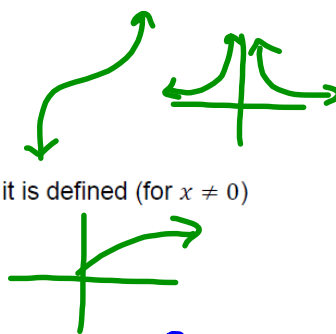 it is defined (for x ≠ 0)